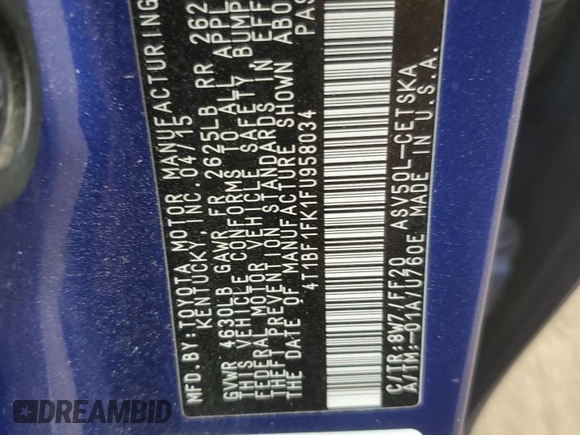 MFD.BY:TOYOTA MOTOR MANUFACTURING
KENTUCKY, INC. 04/15
GVWR 4630LB GAWR FR 2625LB RR 262
THIS VEHICLE CONFORMS TO ALL APPL
FEDERAL MOTOR VEHICLE SAFETY, BUMP
THEFT PREVENTION STANDARDS IN EFF
THE DATE OF MANUFACTURE SHOWN ABO
4T1BF1FK1FU958034 PAS
C/TR:8W7/FF20 ASV50L-CETSKA
A/TM:-01A/U760E MADE IN U.S.A.
DREAMBID